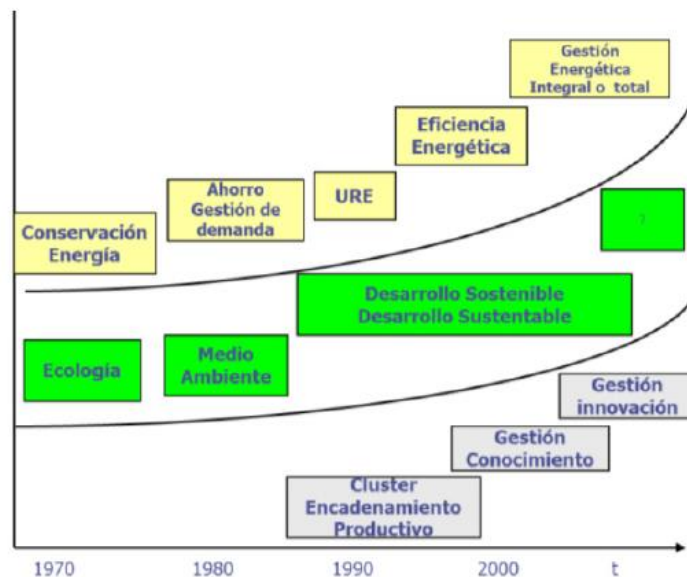 Gestión
Energética
Integral o total
Eficiencia
Energética
Ahorro
Gestión de
demanda
URE
Conservación
Energía
?
Desarrollo Sostenible
Desarrollo Sustentable
Ecología
Medio
Ambiente
Gestión
innovación
Gestión
Conocimiento
Cluster
Encadenamiento
Productivo
1970 1980 1990 2000 t